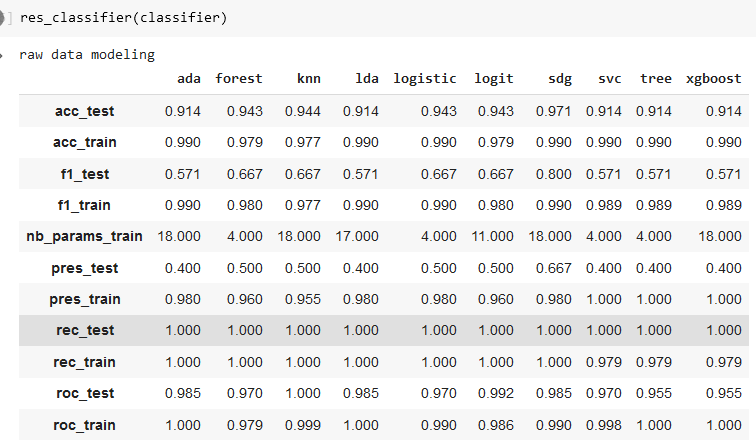 ] res_classifier(classifier)
raw data modeling
ada forest knn lda logistic logit sdg svc tree xgboost
acc_test 0.914 0.943 0.944 0.914 0.943 0.943 0.971 0.914 0.914 0.914
acc_train 0.990 0.979 0.977 0.990 0.990 0.979 0.990 0.990 0.990 0.990
f1_test 0.571 0.667 0.667 0.571 0.667 0.667 0.800 0.571 0.571 0.571
f1_train 0.990 0.980 0.977 0.990 0.990 0.980 0.990 0.989 0.989 0.989
nb_params_train 18.000 4.000 18.000 17.000 4.000 11.000 18.000 4.000 4.000 18.000
pres_test 0.400 0.500 0.500 0.400 0.500 0.500 0.667 0.400 0.400 0.400
pres_train 0.980 0.960 0.955 0.980 0.980 0.960 0.980 1.000 1.000 1.000
rec_test 1.000 1.000 1.000 1.000 1.000 1.000 1.000 1.000 1.000 1.000
rec_train 1.000 1.000 1.000 1.000 1.000 1.000 1.000 0.979 0.979 0.979
roc_test 0.985 0.970 1.000 0.985 0.970 0.992 0.985 0.970 0.955 0.955
roc_train 1.000 0.979 0.999 1.000 0.990 0.986 0.990 0.998 1.000 1.000